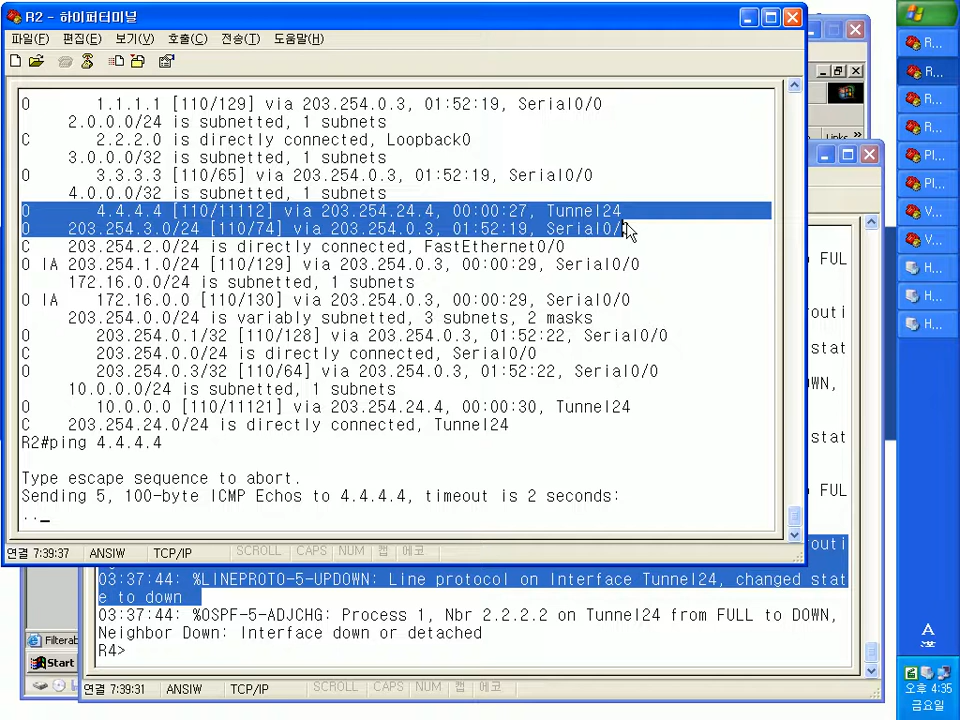 R2 - 하이퍼터미널
파일(F) 편집(E) 보기(V) 호출(C) 전송(T) 도움말(H)
O 1.1.1.1 [110/129] via 203.254.0.3, 01:52:19, Serial0/0
2.0.0.0/24 is subnetted, 1 subnets
C 2.2.2.0 is directly connected, Loopback0
3.0.0.0/32 is subnetted, 1 subnets
O 3.3.3.3 [110/65] via 203.254.0.3, 01:52:19, Serial0/0
4.0.0.0/32 is subnetted, 1 subnets
O 4.4.4.4 [110/11112] via 203.254.24.4, 00:00:27, Tunnel24
O 203.254.3.0/24 [110/74] via 203.254.0.3, 01:52:19, Serial0/
C 203.254.2.0/24 is directly connected, FastEthernet0/0
O IA 203.254.1.0/24 [110/129] via 203.254.0.3, 00:00:29, Serial0/0
172.16.0.0/24 is subnetted, 1 subnets
O IA 172.16.0.0 [110/130] via 203.254.0.3, 00:00:29, Serial0/0
203.254.0.0/24 is variably subnetted, 3 subnets, 2 masks
O 203.254.0.1/32 [110/128] via 203.254.0.3, 01:52:22, Serial0/0
C 203.254.0.0/24 is directly connected, Serial0/0
O 203.254.0.3/32 [110/64] via 203.254.0.3, 01:52:22, Serial0/0
10.0.0.0/24 is subnetted, 1 subnets
O 10.0.0.0 [110/11121] via 203.254.24.4, 00:00:30, Tunnel24
C 203.254.24.0/24 is directly connected, Tunnel24
R2#ping 4.4.4.4
Type escape sequence to abort.
Sending 5, 100-byte ICMP Echos to 4.4.4.4, timeout is 2 seconds:
.._
연결 7:39:37 ANSIW TCP/IP SCROLL CAPS NUM 캡 에코
Links
FUL
routi
stat
WN,
stat
FUL
outi
03:37:44: %LINEPROTO-5-UPDOWN: Line protocol on Interface Tunnel24, changed stat
e to down
03:37:44: %OSPF-5-ADJCHG: Process 1, Nbr 2.2.2.2 on Tunnel24 from FULL to DOWN,
Neighbor Down: Interface down or detached
R4>
연결 7:39:31 ANSIW TCP/IP SCROLL CAPS NUM 캡 에코
Filterab
Start
R...
R...
R...
R...
Pl...
Pl...
V...
V...
H...
H...
H...
A
漢
오후 4:35
금요일